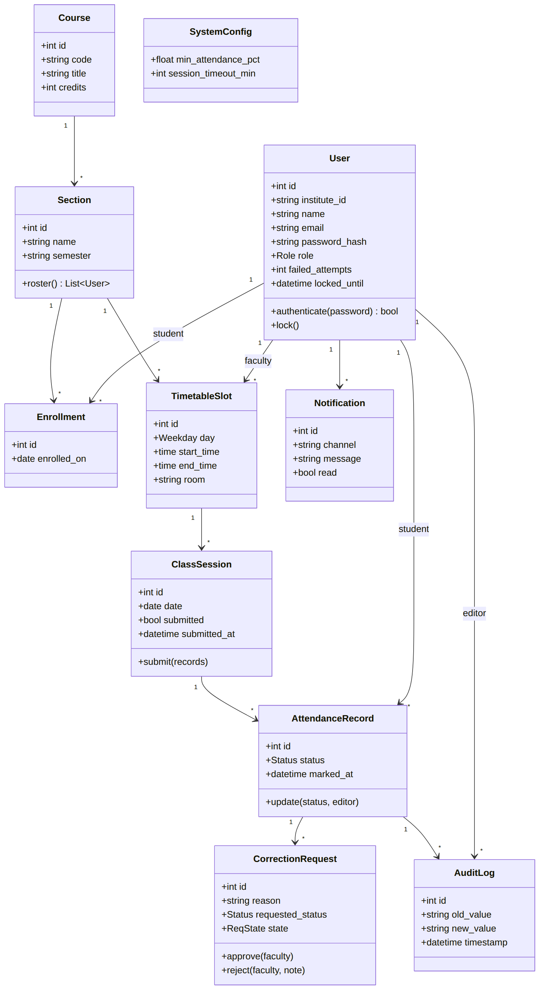 Course
+int id
+string code
+string title
+int credits
SystemConfig
+float min_attendance_pct
+int session_timeout_min
1
*
User
+int id
+string institute_id
+string name
+string email
+string password_hash
+Role role
+int failed_attempts
+datetime locked_until
+authenticate(password) : bool
+lock()
Section
+int id
+string name
+string semester
+roster() : List<User>
1
1
1
student
1
faculty
1
1
1
*
*
*
*
*
Enrollment
+int id
+date enrolled_on
TimetableSlot
+int id
+Weekday day
+time start_time
+time end_time
+string room
Notification
+int id
+string channel
+string message
+bool read
1
*
student
editor
ClassSession
+int id
+date date
+bool submitted
+datetime submitted_at
+submit(records)
1
*
*
AttendanceRecord
+int id
+Status status
+datetime marked_at
+update(status, editor)
1
*
1
*
*
CorrectionRequest
+int id
+string reason
+Status requested_status
+ReqState state
+approve(faculty)
+reject(faculty, note)
AuditLog
+int id
+string old_value
+string new_value
+datetime timestamp